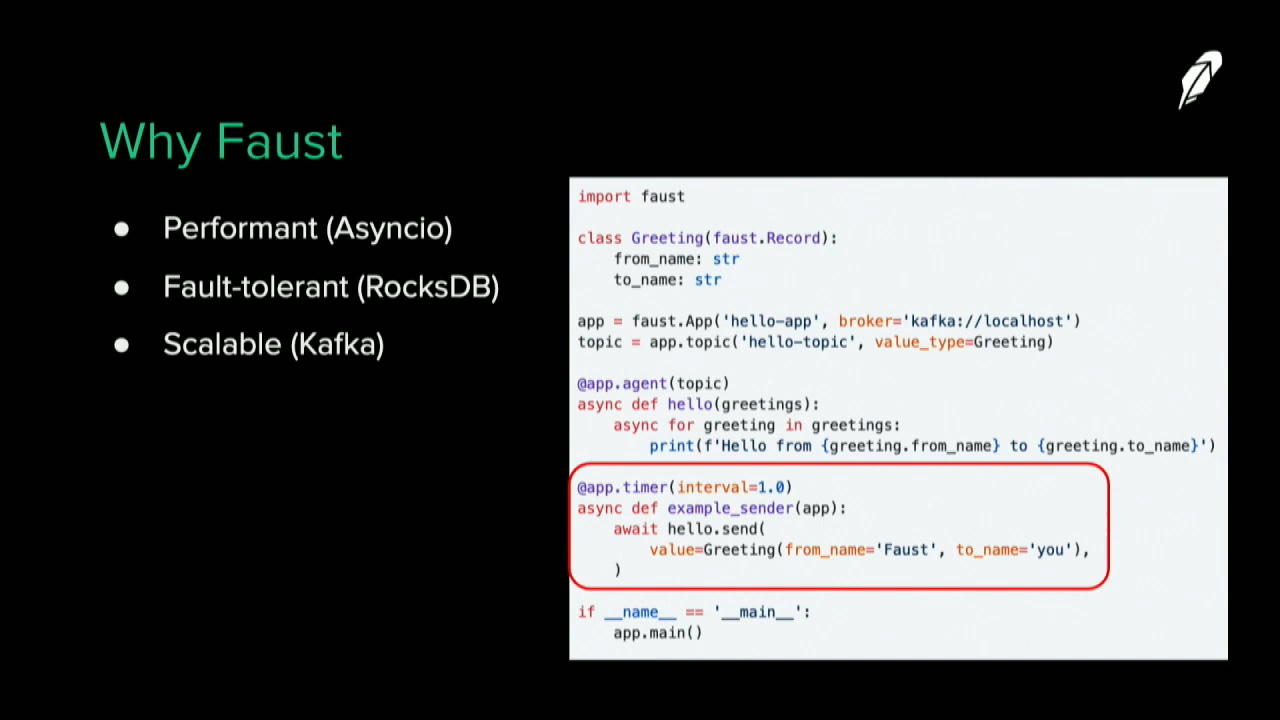 Why Faust
● Performant (Asyncio)
● Fault-tolerant (RocksDB)
● Scalable (Kafka)
import faust
class Greeting(faust.Record):
    from_name: str
    to_name: str
app = faust.App('hello-app', broker='kafka://localhost')
topic = app.topic('hello-topic', value_type=Greeting)
@app.agent(topic)
async def hello(greetings):
    async for greeting in greetings:
        print(f'Hello from {greeting.from_name} to {greeting.to_name}')
@app.timer(interval=1.0)
async def example_sender(app):
    await hello.send(
        value=Greeting(from_name='Faust', to_name='you'),
    )
if __name__ == '__main__':
    app.main()